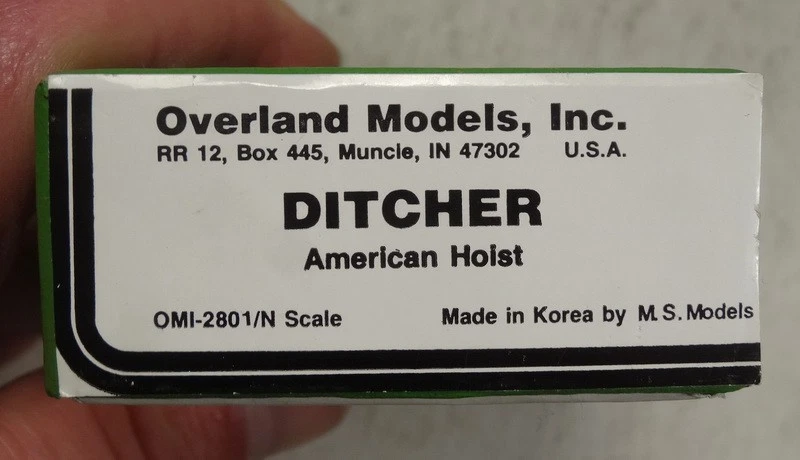 Overland Models, Inc.
RR 12, Box 445, Muncie, IN 47302 U.S.A.
DITCHER
American Hoist
OMI-2801/N Scale Made in Korea by M.S. Models